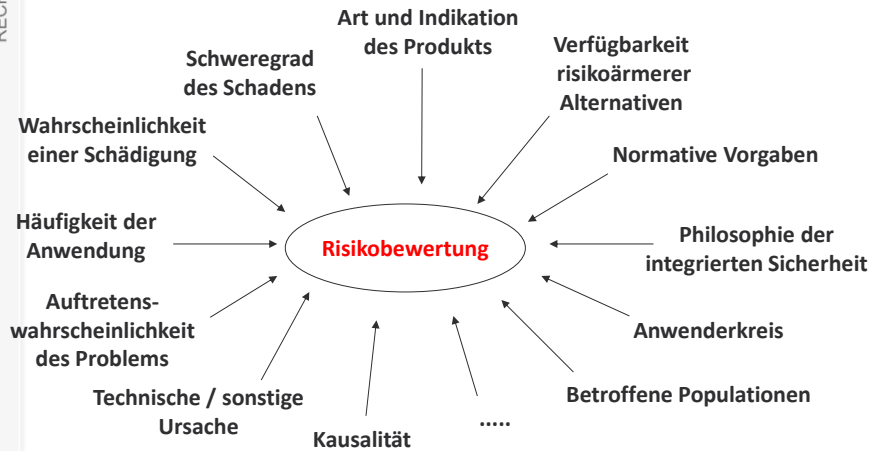 RECH
Art und Indikation
des Produkts
Verfügbarkeit
risikoärmerer
Alternativen
Schweregrad
des Schadens
Wahrscheinlichkeit
einer Schädigung
Normative Vorgaben
Häufigkeit der
Anwendung
Risikobewertung
Philosophie der
integrierten Sicherheit
Auftretens-
wahrscheinlichkeit
des Problems
Anwenderkreis
Technische / sonstige
Ursache
Betroffene Populationen
.....
Kausalität